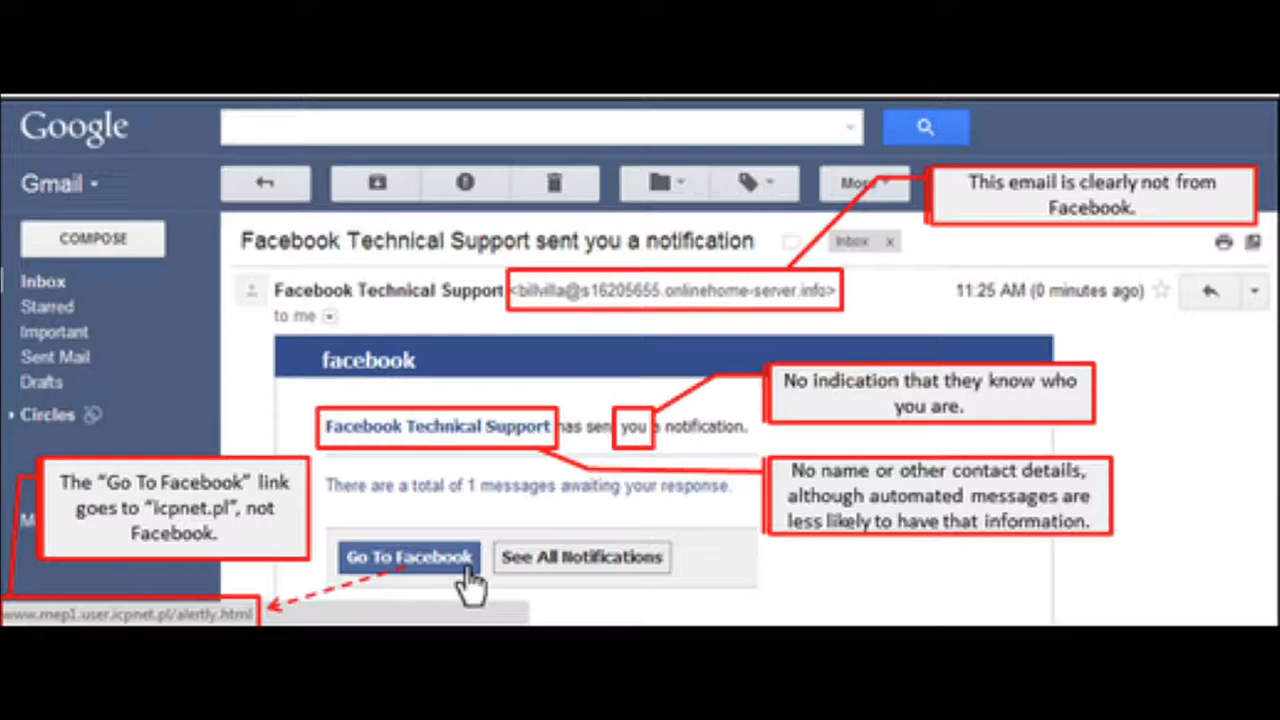 Google
Gmail
More
This email is clearly not from
Facebook.
COMPOSE
Facebook Technical Support sent you a notification
Inbox x
Inbox
Starred
Important
Sent Mail
Drafts
Circles
Facebook Technical Support <billvilla@s16205655.onlinehome-server.info>
11:25 AM (0 minutes ago)
to me
facebook
No indication that they know who
you are.
Facebook Technical Support has sent you a notification.
No name or other contact details,
although automated messages are
less likely to have that information.
There are a total of 1 messages awaiting your response.
The "Go To Facebook" link
goes to "icpnet.pl", not
Facebook.
Go To Facebook
See All Notifications
www.mep1.user.icpnet.pl/alertly.html